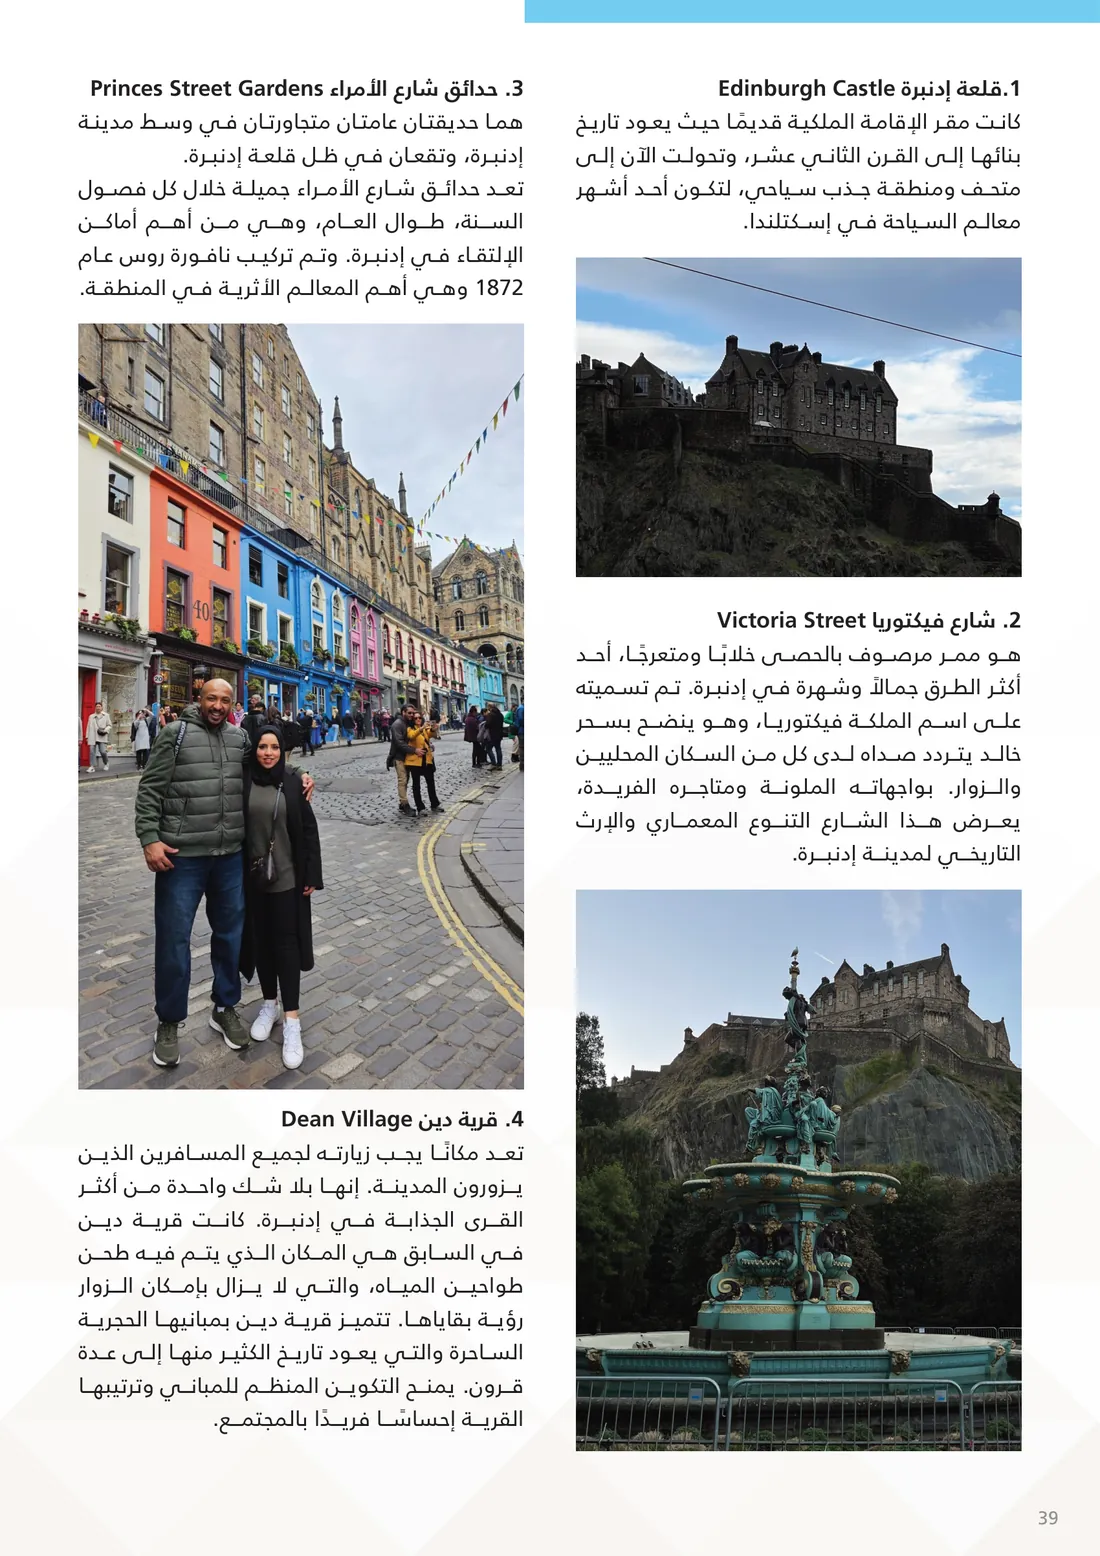 1.قلعة إدنبرة Edinburgh Castle
كانت مقر الإقامة الملكية قديمًا حيث يعود تاريخ
بنائها إلى القرن الثاني عشر، وتحولت الآن إلى
متحف ومنطقة جذب سياحي، لتكون أحد أشهر
معالم السياحة في إسكتلندا.
2. شارع فيكتوريا Victoria Street
هو ممر مرصوف بالحصى خلابًا ومتعرجًا، أحد
أكثر الطرق جمالاً وشهرة في إدنبرة. تم تسميته
على اسم الملكة فيكتوريا، وهو ينضح بسحر
خالد يتردد صداه لدى كل من السكان المحليين
والزوار. بواجهاته الملونة ومتاجره الفريدة،
يعرض هذا الشارع التنوع المعماري والإرث
التاريخي لمدينة إدنبرة.
3. حدائق شارع الأمراء Princes Street Gardens
هما حديقتان عامتان متجاورتان في وسط مدينة
إدنبرة، وتقعان في ظل قلعة إدنبرة.
تعد حدائق شارع الأمراء جميلة خلال كل فصول
السنة، طوال العام، وهي من أهم أماكن
الإلتقاء في إدنبرة. وتم تركيب نافورة روس عام
1872 وهي أهم المعالم الأثرية في المنطقة.
40
20
4. قرية دين Dean Village
تعد مكانًا يجب زيارته لجميع المسافرين الذين
يزورون المدينة. إنها بلا شك واحدة من أكثر
القرى الجذابة في إدنبرة. كانت قرية دين
في السابق هي المكان الذي يتم فيه طحن
طواحين المياه، والتي لا يزال بإمكان الزوار
رؤية بقاياها. تتميز قرية دين بمبانيها الحجرية
الساحرة والتي يعود تاريخ الكثير منها إلى عدة
قرون. يمنح التكوين المنظم للمباني وترتيبها
القرية إحساسًا فريدًا بالمجتمع.
39